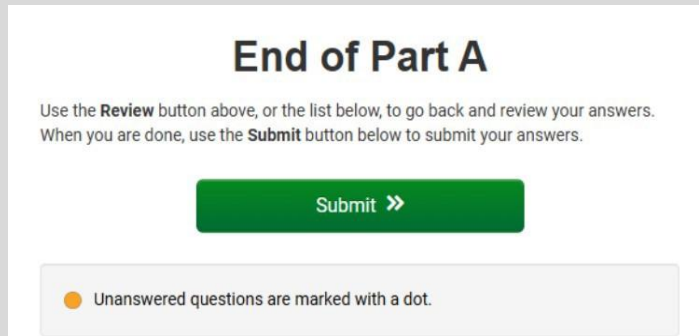 End of Part A
Use the Review button above, or the list below, to go back and review your answers.
When you are done, use the Submit button below to submit your answers.
Submit »
Unanswered questions are marked with a dot.